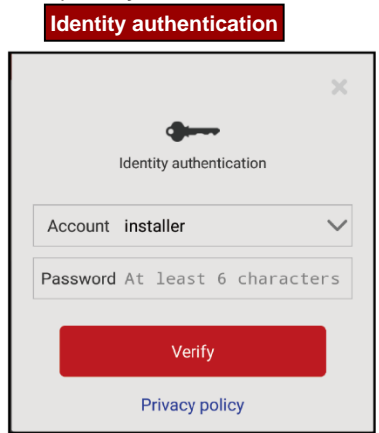 Identity authentication
Identity authentication
Account installer
Password At least 6 characters
Verify
Privacy policy